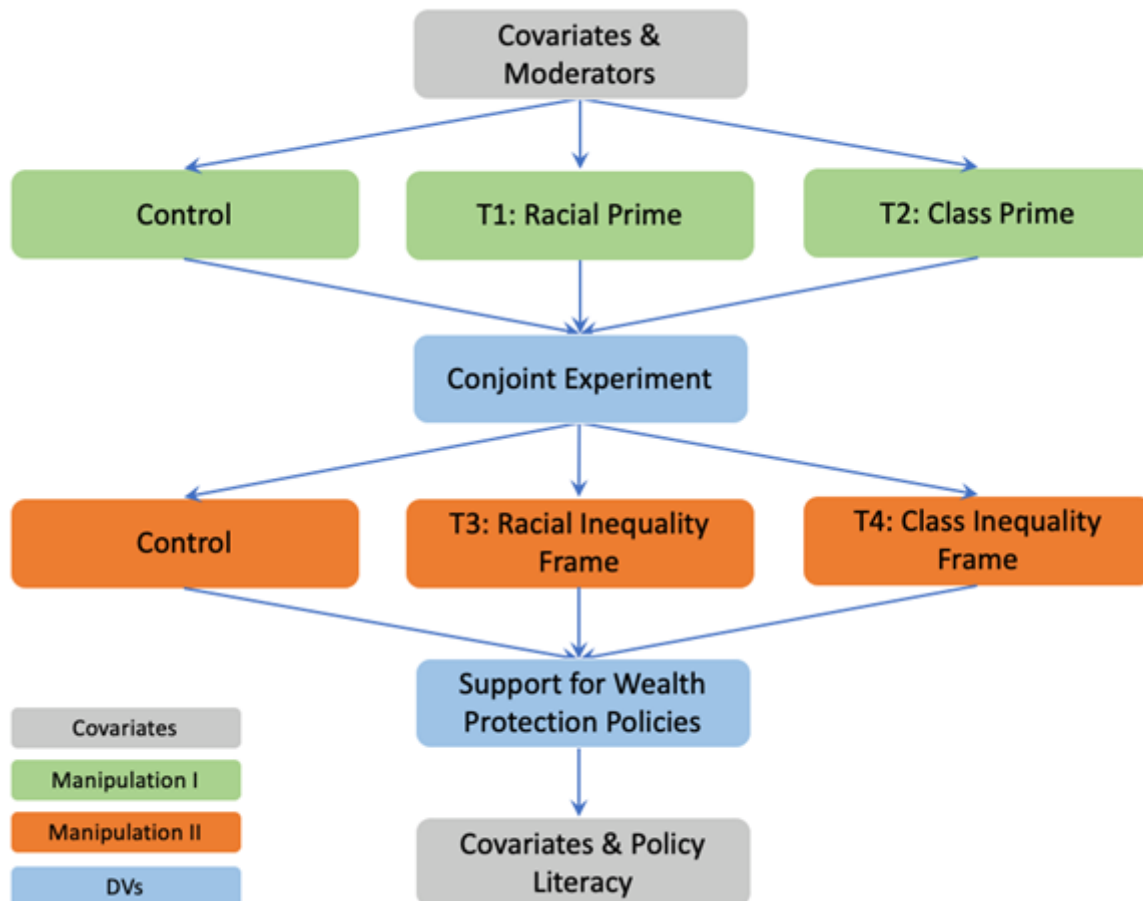 Covariates &
Moderators
Control
T1: Racial Prime
T2: Class Prime
Conjoint Experiment
Control
T3: Racial Inequality
Frame
T4: Class Inequality
Frame
Support for Wealth
Protection Policies
Covariates
Manipulation I
Manipulation II
DVs
Covariates & Policy
Literacy